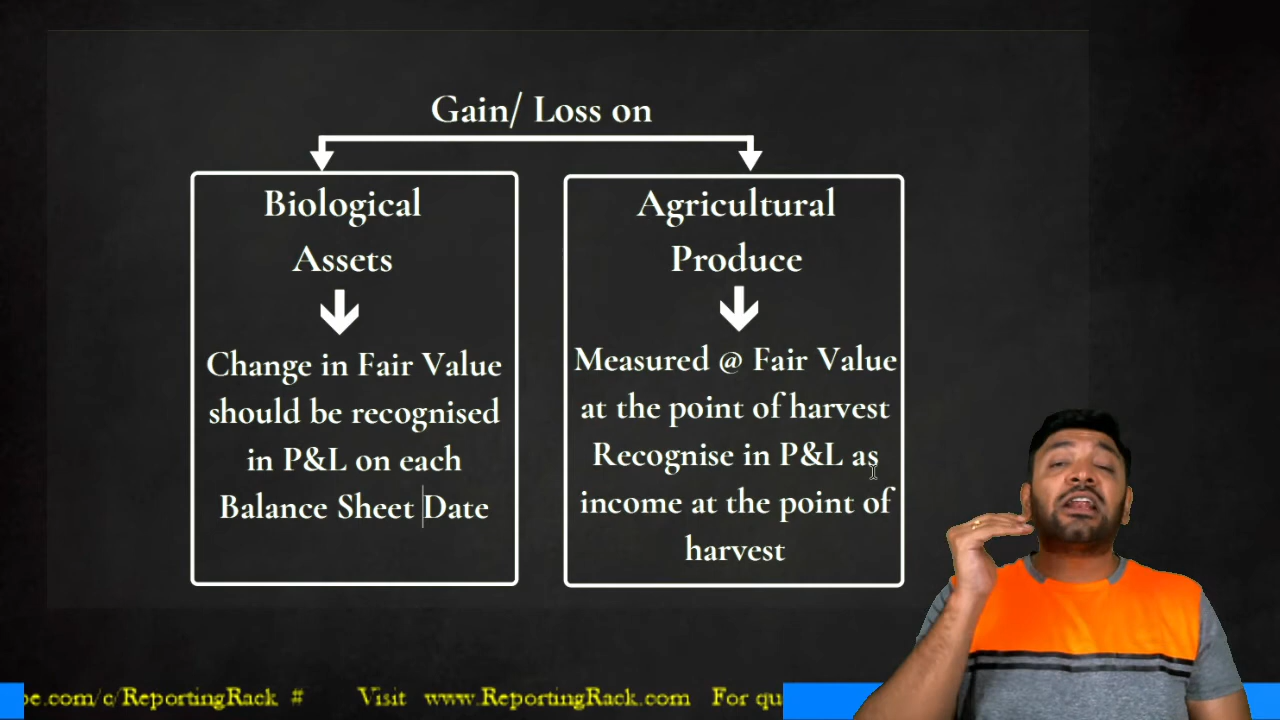 Gain/ Loss on
Biological
Assets
Change in Fair Value
should be recognised
in P&L on each
Balance Sheet Date
Agricultural
Produce
Measured @ Fair Value
at the point of harvest
Recognise in P&L as
income at the point of
harvest
be.com/c/ReportingRack # Visit www.ReportingRack.com For qu